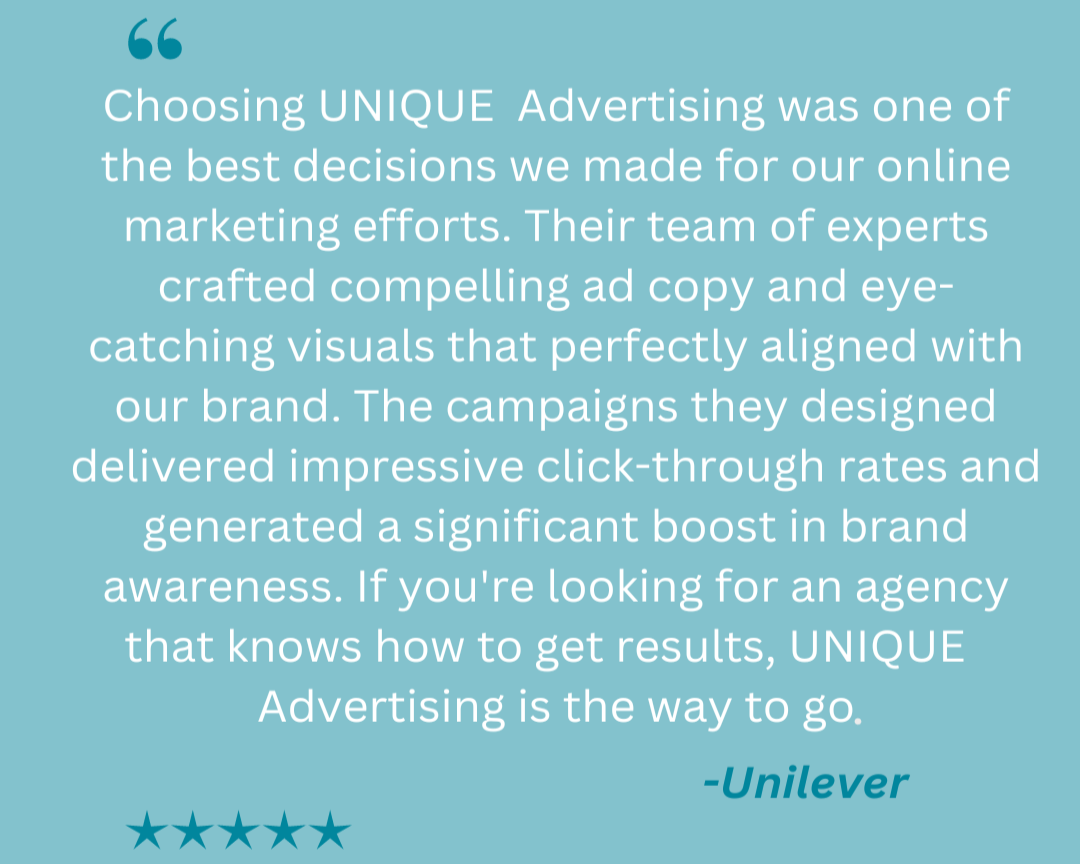 “
Choosing UNIQUE  Advertising was one of
the best decisions we made for our online
marketing efforts. Their team of experts
crafted compelling ad copy and eye-
catching visuals that perfectly aligned with
our brand. The campaigns they designed
delivered impressive click-through rates and
generated a significant boost in brand
awareness. If you're looking for an agency
that knows how to get results, UNIQUE
Advertising is the way to go.
-Unilever
★★★★★